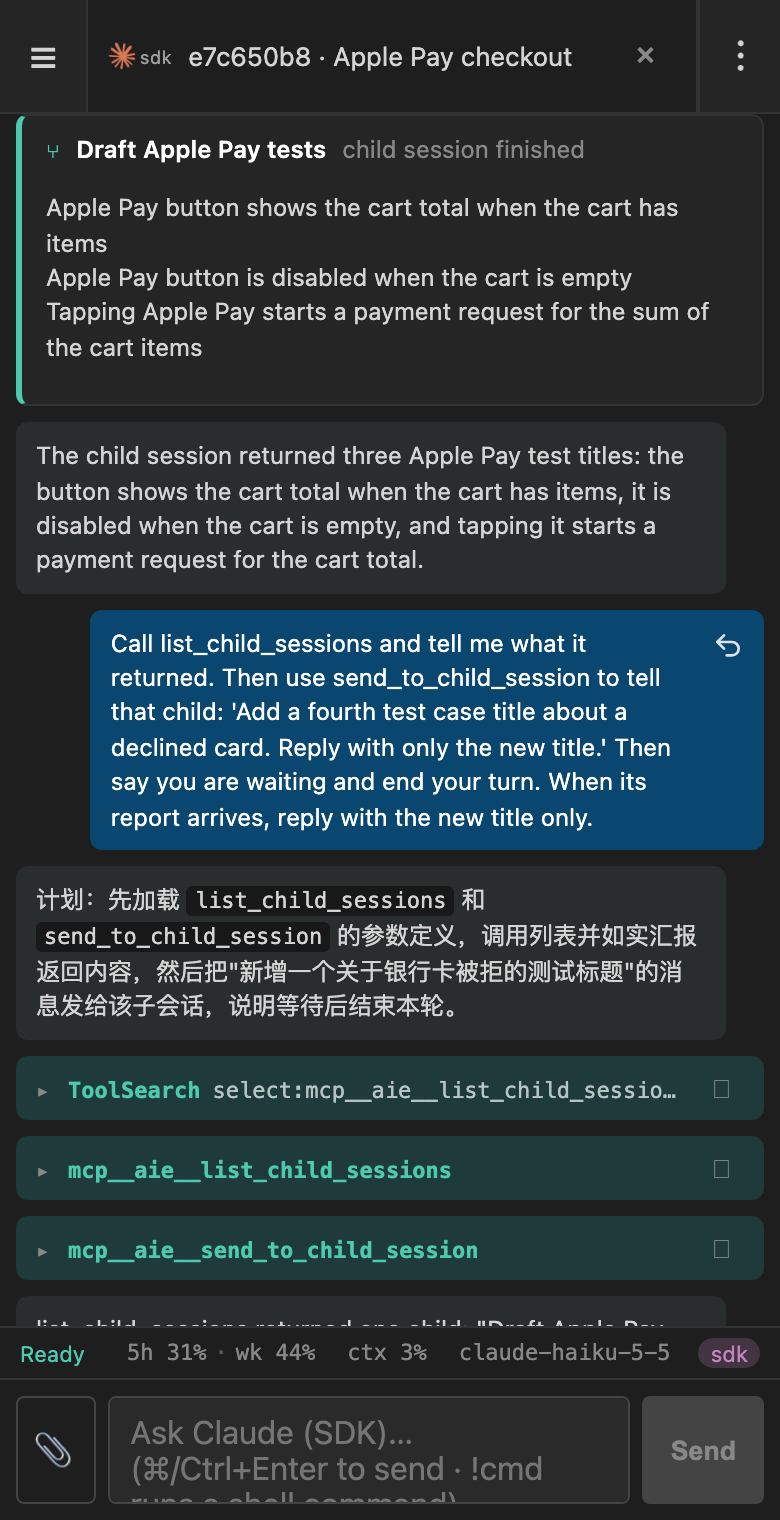 sdk e7c650b8 · Apple Pay checkout ×
Draft Apple Pay tests child session finished
Apple Pay button shows the cart total when the cart has
items
Apple Pay button is disabled when the cart is empty
Tapping Apple Pay starts a payment request for the sum of
the cart items
The child session returned three Apple Pay test titles: the
button shows the cart total when the cart has items, it is
disabled when the cart is empty, and tapping it starts a
payment request for the cart total.
Call list_child_sessions and tell me what it
returned. Then use send_to_child_session to tell
that child: 'Add a fourth test case title about a
declined card. Reply with only the new title.' Then
say you are waiting and end your turn. When its
report arrives, reply with the new title only.
计划：先加载 list_child_sessions 和
send_to_child_session 的参数定义，调用列表并如实汇报
返回内容，然后把"新增一个关于银行卡被拒的测试标题"的消
息发给该子会话，说明等待后结束本轮。
ToolSearch select:mcp__aie__list_child_sessio…
mcp__aie__list_child_sessions
mcp__aie__send_to_child_session
list_child_sessions returned one child: "Draft Apple Pay
Ready 5h 31% · wk 44% ctx 3% claude-haiku-5-5 sdk
Ask Claude (SDK)...
(⌘/Ctrl+Enter to send · !cmd
runs a shell command)
Send